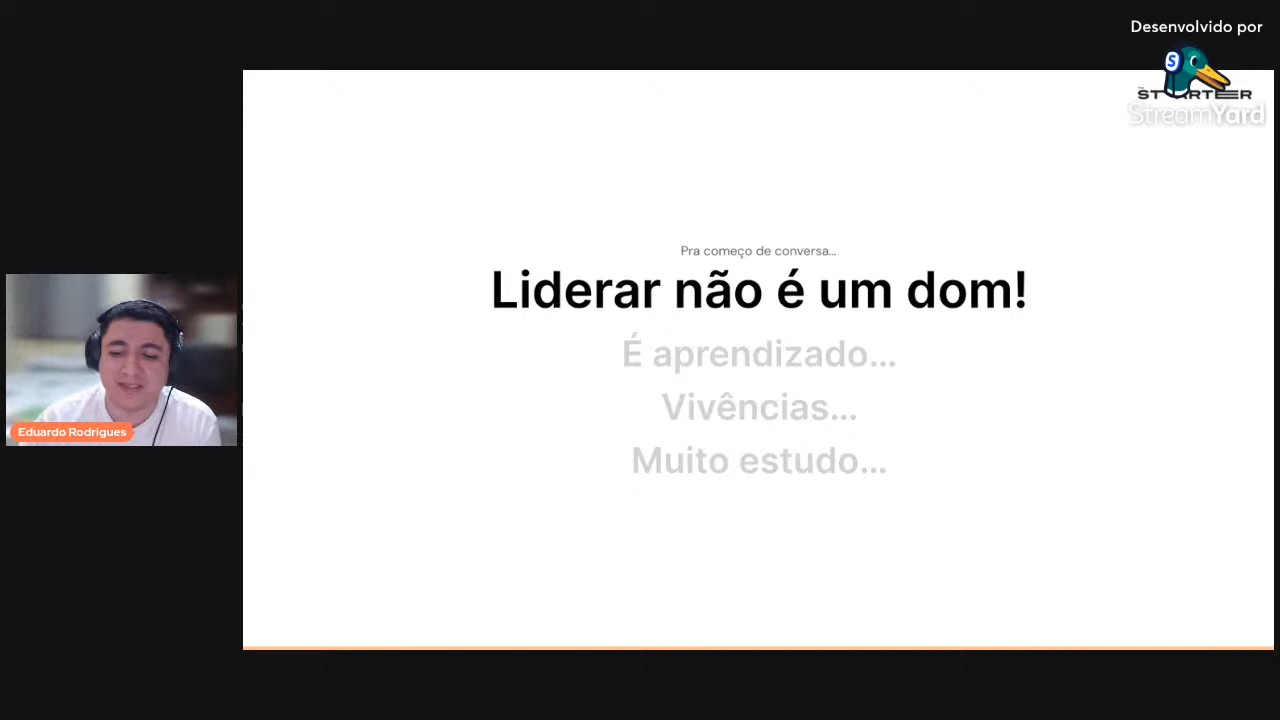 Desenvolvido por
S
STARTER
StreamYard
Pra começo de conversa...
Liderar não é um dom!
É aprendizado...
Vivências...
Muito estudo...
Eduardo Rodrigues